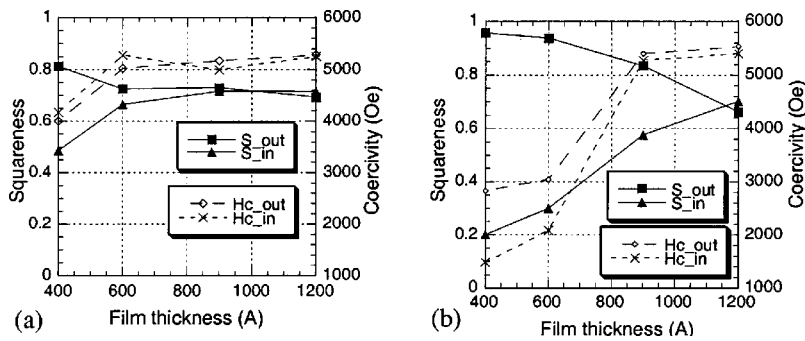 1
0.8
0.6
0.4
0.2
0
Squareness
6000
5000
4000
3000
2000
1000
Coercivity (Oe)
S_out
S_in
Hc_out
Hc_in
400 600 800 1000 1200
Film thickness (A)
(a)
1
0.8
0.6
0.4
0.2
0
Squareness
6000
5000
4000
3000
2000
1000
Coercivity (Oe)
S_out
S_in
Hc_out
Hc_in
400 600 800 1000 1200
Film thickness (A)
(b)